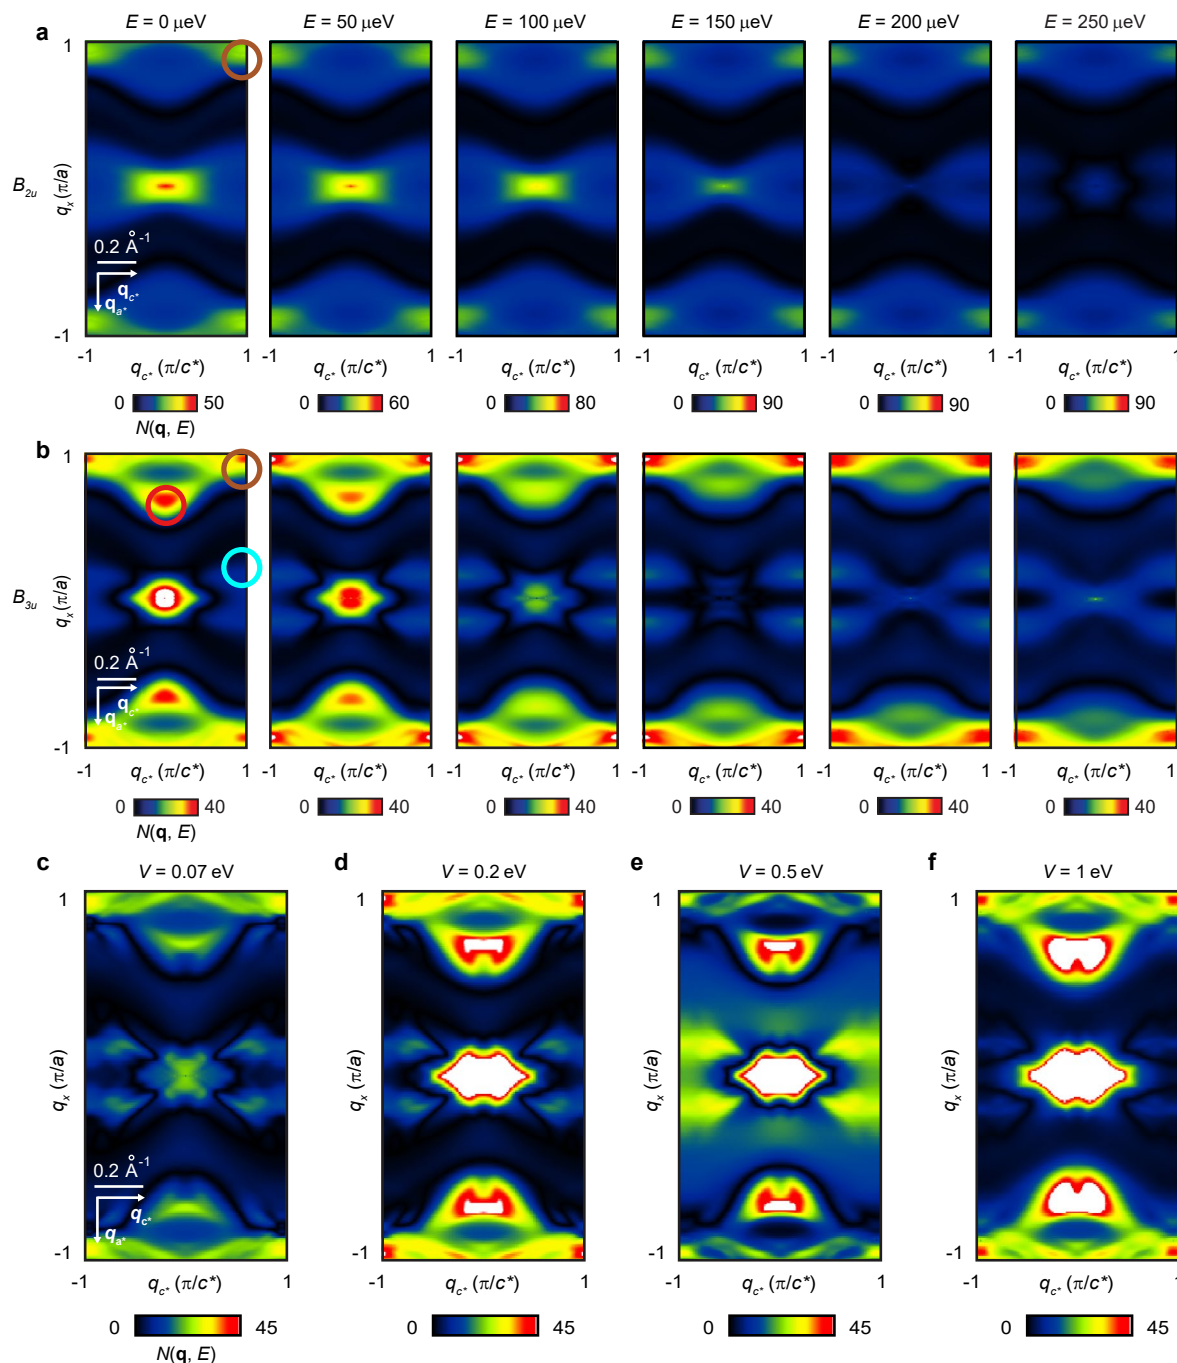 a
E = 0 μeV
E = 50 μeV
E = 100 μeV
E = 150 μeV
E = 200 μeV
E = 250 μeV
B2u
qx (π/a)
1
-1
0.2 Å-1
qc*
qa*
-1 1
-1 1
-1 1
-1 1
-1 1
-1 1
qc* (π/c*)
qc* (π/c*)
qc* (π/c*)
qc* (π/c*)
qc* (π/c*)
qc* (π/c*)
0 50
0 60
0 80
0 90
0 90
0 90
N(q, E)
b
B3u
qx (π/a)
1
-1
0.2 Å-1
qc*
qa*
-1 1
-1 1
-1 1
-1 1
-1 1
-1 1
qc* (π/c*)
qc* (π/c*)
qc* (π/c*)
qc* (π/c*)
qc* (π/c*)
qc* (π/c*)
0 40
0 40
0 40
0 40
0 40
0 40
N(q, E)
c
V = 0.07 eV
d
V = 0.2 eV
e
V = 0.5 eV
f
V = 1 eV
1
1
1
1
qx (π/a)
qx (π/a)
qx (π/a)
qx (π/a)
0.2 Å-1
qc*
qa*
-1
-1
-1
-1
-1 1
-1 1
-1 1
-1 1
qc* (π/c*)
qc* (π/c*)
qc* (π/c*)
qc* (π/c*)
0 45
0 45
0 45
0 45
N(q, E)